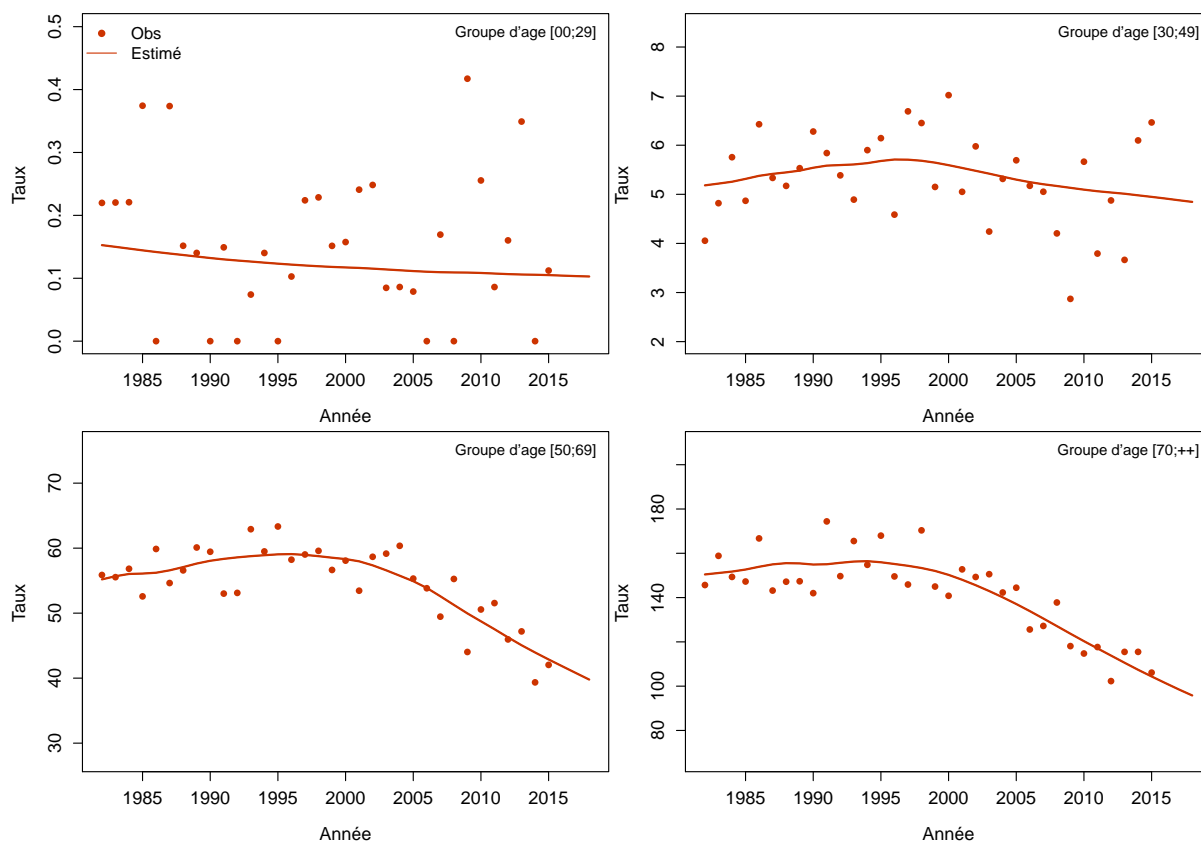 Groupe d'age [00;29]
Obs
Estimé
0.5
0.4
0.3
0.2
0.1
0.0
Taux
1985 1990 1995 2000 2005 2010 2015
Année
Groupe d'age [30;49]
8
7
6
5
4
3
2
Taux
1985 1990 1995 2000 2005 2010 2015
Année
Groupe d'age [50;69]
70
60
50
40
30
Taux
1985 1990 1995 2000 2005 2010 2015
Année
Groupe d'age [70;++]
180
140
100
80
Taux
1985 1990 1995 2000 2005 2010 2015
Année